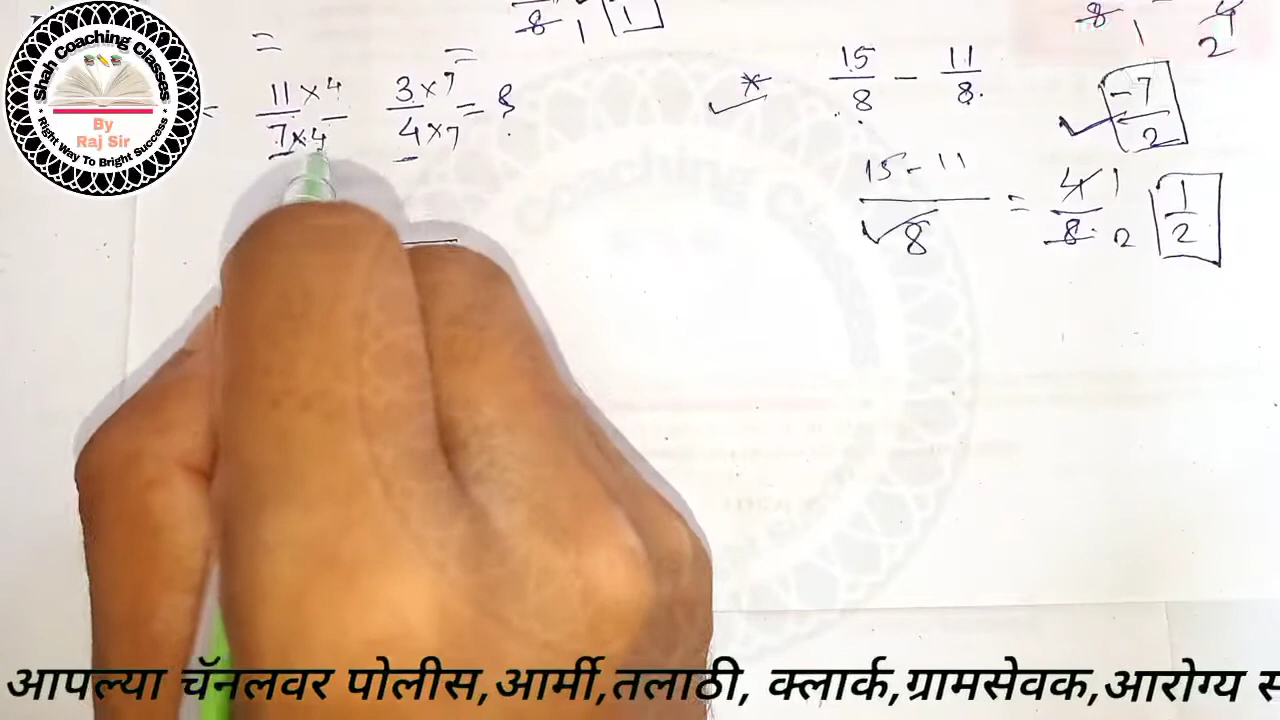 Shah Coaching Classes
By
Raj Sir
Right Way To Bright Success
11×4/7×4 − 3×7/4×7 = ?
* 15/8 − 11/8
15 - 11/8 = 4/8 1/2 1/2
-7/2
आपल्या चॅनलवर पोलीस,आर्मी,तलाठी, क्लार्क,ग्रामसेवक,आरोग्य